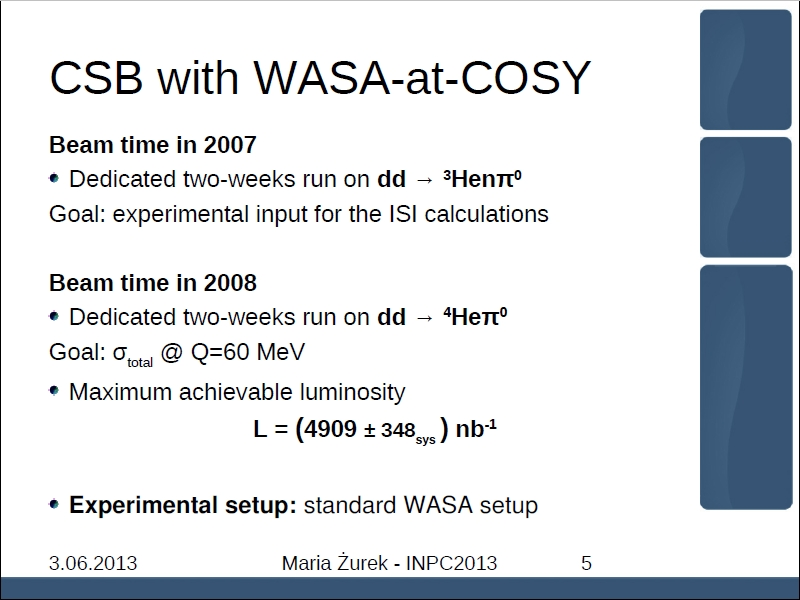 CSB with WASA-at-COSY
Beam time in 2007
Dedicated two-weeks run on dd → ³Henπ⁰
Goal: experimental input for the ISI calculations
Beam time in 2008
Dedicated two-weeks run on dd → ⁴Heπ⁰
Goal: σtotal @ Q=60 MeV
Maximum achievable luminosity
L = (4909 ± 348sys ) nb⁻¹
Experimental setup: standard WASA setup
3.06.2013 Maria Żurek - INPC2013 5